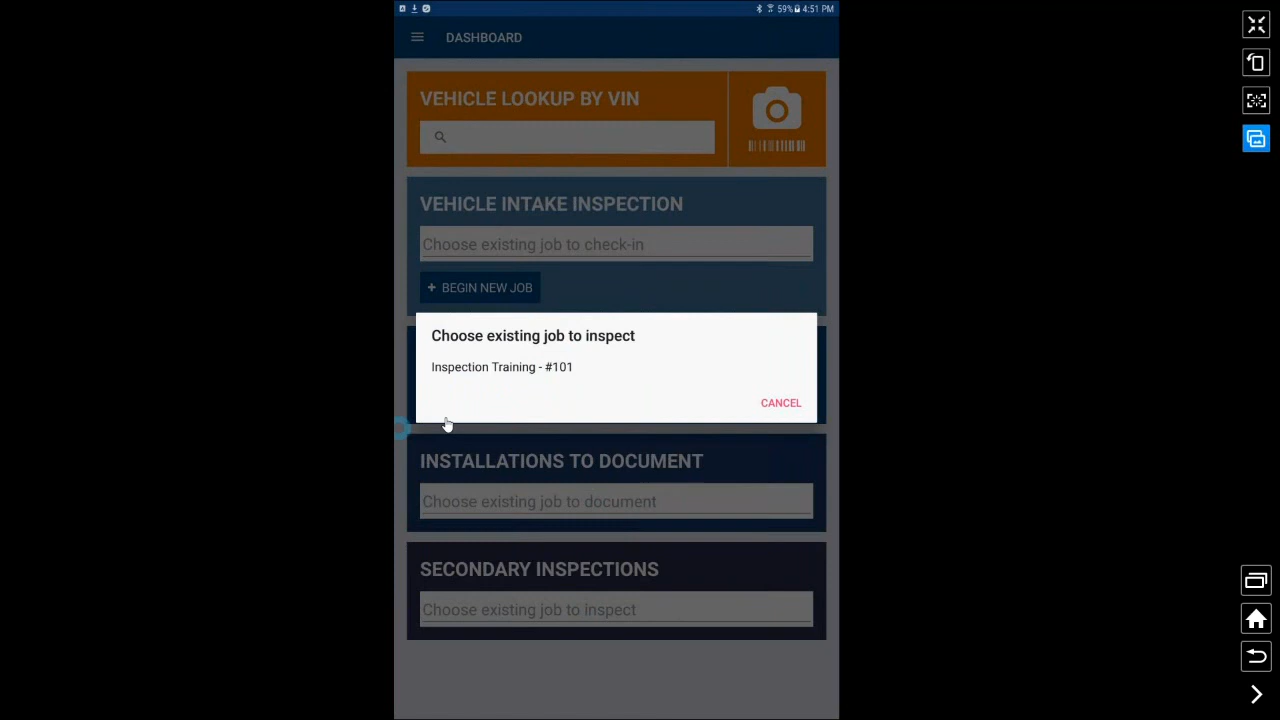 59% 4:51 PM
DASHBOARD
VEHICLE LOOKUP BY VIN
VEHICLE INTAKE INSPECTION
Choose existing job to check-in
+ BEGIN NEW JOB
Choose existing job to inspect
Inspection Training - #101
CANCEL
INSTALLATIONS TO DOCUMENT
Choose existing job to document
SECONDARY INSPECTIONS
Choose existing job to inspect